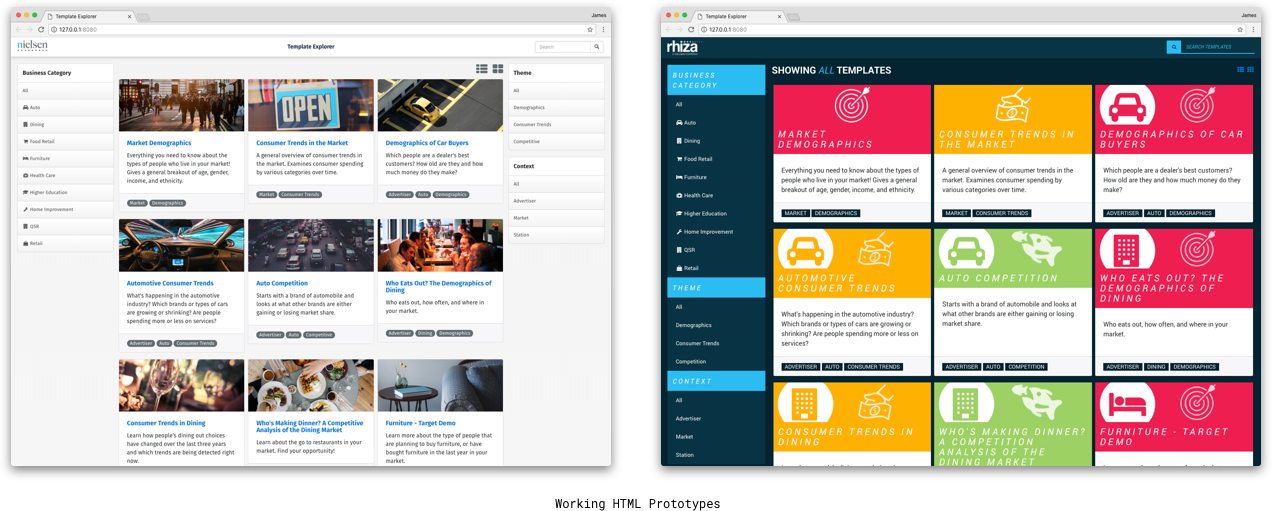 Template Explorer
James
127.0.0.1:8080
nielsen
Template Explorer
Search
Business Category
All
Auto
Dining
Food Retail
Furniture
Health Care
Higher Education
Home Improvement
QSR
Retail
OPEN
Market Demographics
Everything you need to know about the
types of people who live in your market!
Gives a general breakout of age, gender,
income, and ethnicity.
Market Demographics
Consumer Trends in the Market
A general overview of consumer trends in
the market. Examines consumer spending
by various categories over time.
Market Consumer Trends
Demographics of Car Buyers
Which people are a dealer's best
customers? How old are they and how
much money do they make?
Advertiser Auto Demographics
Automotive Consumer Trends
What's happening in the automotive
industry? Which brands or types of cars
are growing or shrinking? Are people
spending more or less on services?
Advertiser Auto Consumer Trends
Auto Competition
Starts with a brand of automobile and
looks at what other brands are either
gaining or losing market share.
Advertiser Auto Competitive
Who Eats Out? The Demographics of
Dining
Who eats out, how often, and where in
your market.
Advertiser Dining Demographics
Consumer Trends in Dining
Learn how people's dining out choices
have changed over the last three years
and which trends are being detected right
now.
Who's Making Dinner? A Competitive
Analysis of the Dining Market
Learn about the go to restaurants in your
market. Find your opportunity!
Furniture - Target Demo
Learn more about the type of people that
are planning to buy furniture, or have
bought furniture in the last year in your
market.
Theme
All
Demographics
Consumer Trends
Competitive
Context
All
Advertiser
Market
Station
Template Explorer
James
127.0.0.1:8080
rhiza
SEARCH TEMPLATES
BUSINESS
CATEGORY
All
Auto
Dining
Food Retail
Furniture
Health Care
Higher Education
Home Improvement
QSR
Retail
THEME
All
Demographics
Consumer Trends
Competition
CONTEXT
All
Advertiser
Market
Station
SHOWING ALL TEMPLATES
MARKET
DEMOGRAPHICS
Everything you need to know about the types of
people who live in your market! Gives a general
breakout of age, gender, income, and ethnicity.
MARKET DEMOGRAPHICS
CONSUMER TRENDS IN
THE MARKET
A general overview of consumer trends in the
market. Examines consumer spending by
various categories over time.
MARKET CONSUMER TRENDS
DEMOGRAPHICS OF CAR
BUYERS
Which people are a dealer's best customers?
How old are they and how much money do they
make?
ADVERTISER AUTO DEMOGRAPHICS
AUTOMOTIVE
CONSUMER TRENDS
What's happening in the automotive industry?
Which brands or types of cars are growing or
shrinking? Are people spending more or less on
services?
ADVERTISER AUTO CONSUMER TRENDS
AUTO COMPETITION
Starts with a brand of automobile and looks at
what other brands are either gaining or losing
market share.
ADVERTISER AUTO COMPETITION
WHO EATS OUT? THE
DEMOGRAPHICS OF
DINING
Who eats out, how often, and where in your
market.
ADVERTISER DINING DEMOGRAPHICS
CONSUMER TRENDS IN
DINING
WHO'S MAKING DINNER?
A COMPETITION
ANALYSIS OF THE
DINING MARKET
FURNITURE - TARGET
DEMO
Working HTML Prototypes